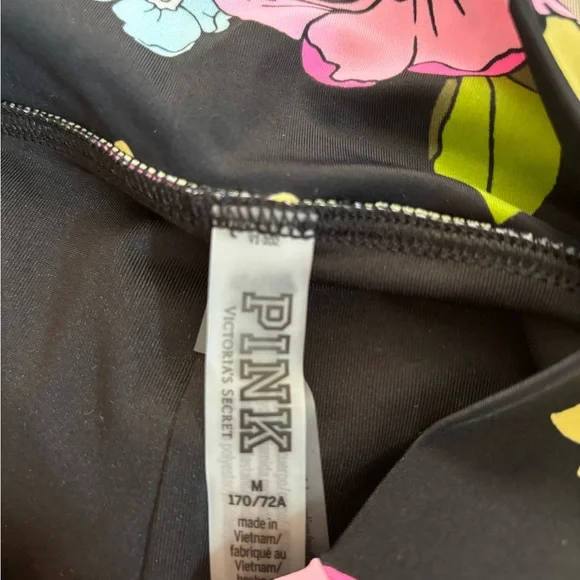 PINK
VICTORIA'S SECRET
M
170/72A
made in
Vietnam/
fabriqué au
Vietnam/